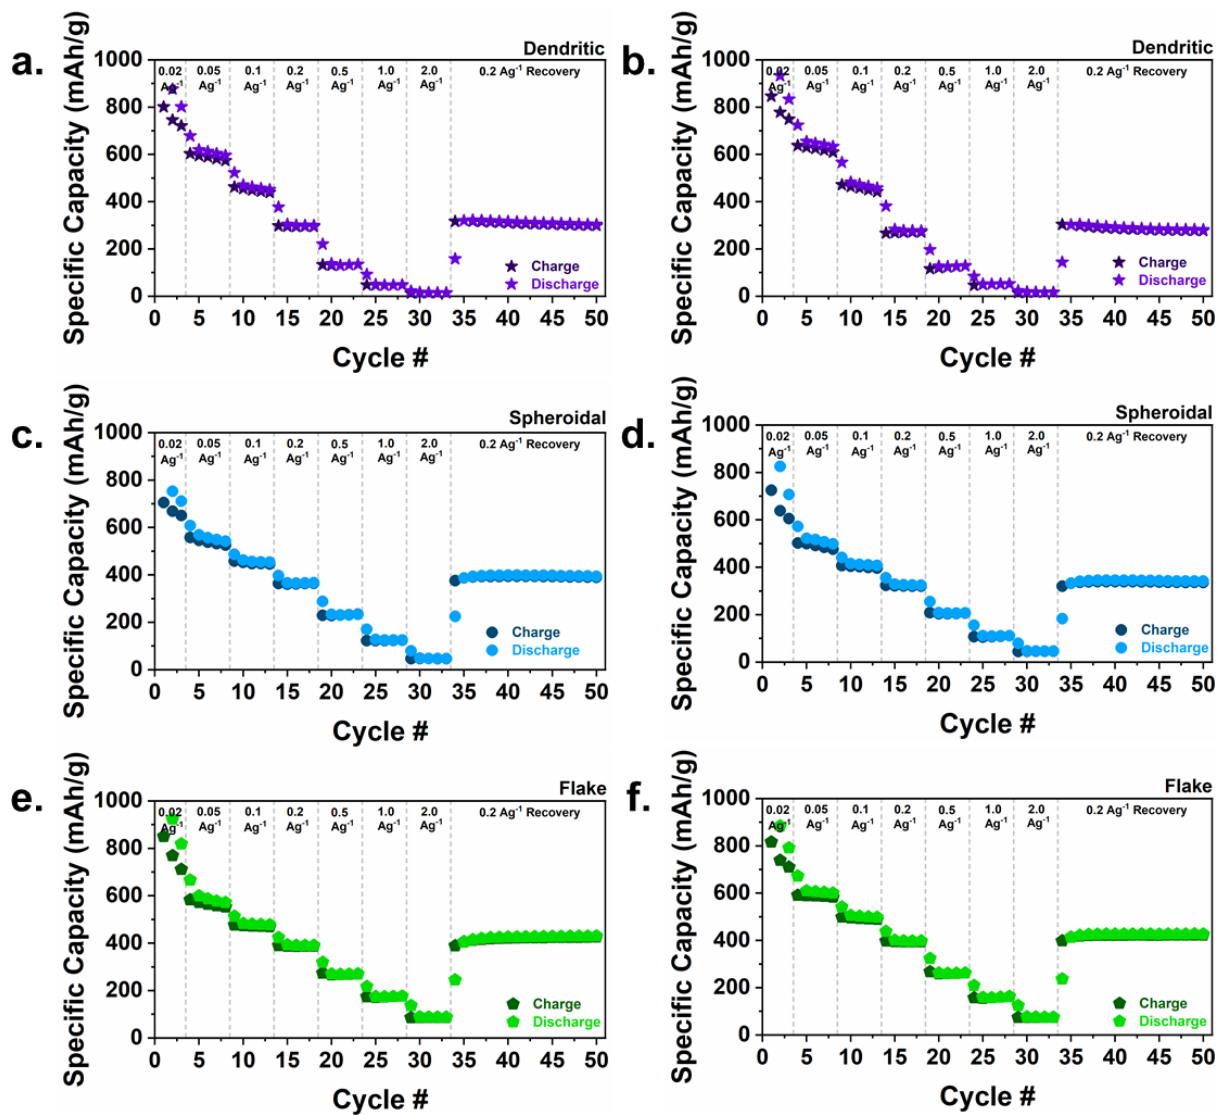 a.
Dendritic
Specific Capacity (mAh/g)
1000
800
600
400
200
0
0.02 Ag⁻¹
0.05 Ag⁻¹
0.1 Ag⁻¹
0.2 Ag⁻¹
0.5 Ag⁻¹
1.0 Ag⁻¹
2.0 Ag⁻¹
0.2 Ag⁻¹ Recovery
Charge
Discharge
0 5 10 15 20 25 30 35 40 45 50
Cycle #
b.
Dendritic
Specific Capacity (mAh/g)
1000
800
600
400
200
0
0.02 Ag⁻¹
0.05 Ag⁻¹
0.1 Ag⁻¹
0.2 Ag⁻¹
0.5 Ag⁻¹
1.0 Ag⁻¹
2.0 Ag⁻¹
0.2 Ag⁻¹ Recovery
Charge
Discharge
0 5 10 15 20 25 30 35 40 45 50
Cycle #
c.
Spheroidal
Specific Capacity (mAh/g)
1000
800
600
400
200
0
0.02 Ag⁻¹
0.05 Ag⁻¹
0.1 Ag⁻¹
0.2 Ag⁻¹
0.5 Ag⁻¹
1.0 Ag⁻¹
2.0 Ag⁻¹
0.2 Ag⁻¹ Recovery
Charge
Discharge
0 5 10 15 20 25 30 35 40 45 50
Cycle #
d.
Spheroidal
Specific Capacity (mAh/g)
1000
800
600
400
200
0
0.02 Ag⁻¹
0.05 Ag⁻¹
0.1 Ag⁻¹
0.2 Ag⁻¹
0.5 Ag⁻¹
1.0 Ag⁻¹
2.0 Ag⁻¹
0.2 Ag⁻¹ Recovery
Charge
Discharge
0 5 10 15 20 25 30 35 40 45 50
Cycle #
e.
Flake
Specific Capacity (mAh/g)
1000
800
600
400
200
0
0.02 Ag⁻¹
0.05 Ag⁻¹
0.1 Ag⁻¹
0.2 Ag⁻¹
0.5 Ag⁻¹
1.0 Ag⁻¹
2.0 Ag⁻¹
0.2 Ag⁻¹ Recovery
Charge
Discharge
0 5 10 15 20 25 30 35 40 45 50
Cycle #
f.
Flake
Specific Capacity (mAh/g)
1000
800
600
400
200
0
0.02 Ag⁻¹
0.05 Ag⁻¹
0.1 Ag⁻¹
0.2 Ag⁻¹
0.5 Ag⁻¹
1.0 Ag⁻¹
2.0 Ag⁻¹
0.2 Ag⁻¹ Recovery
Charge
Discharge
0 5 10 15 20 25 30 35 40 45 50
Cycle #